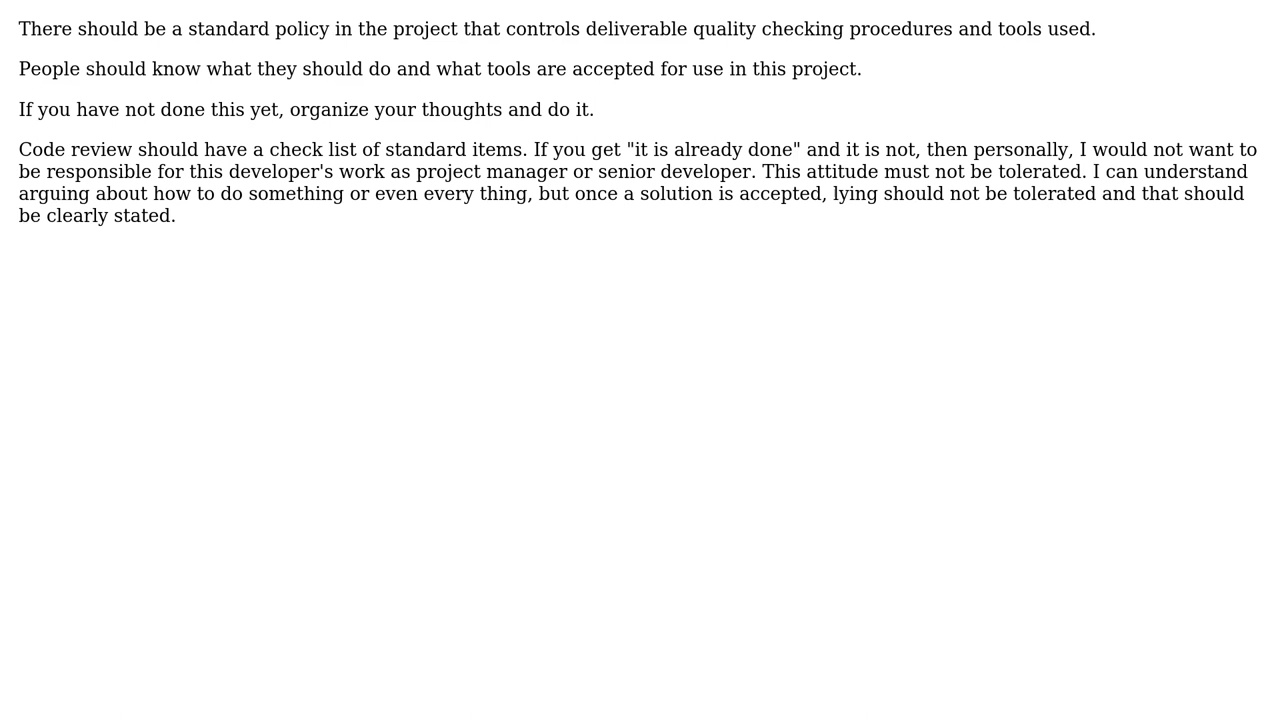 There should be a standard policy in the project that controls deliverable quality checking procedures and tools used.
People should know what they should do and what tools are accepted for use in this project.
If you have not done this yet, organize your thoughts and do it.
Code review should have a check list of standard items. If you get "it is already done" and it is not, then personally, I would not want to
be responsible for this developer's work as project manager or senior developer. This attitude must not be tolerated. I can understand
arguing about how to do something or even every thing, but once a solution is accepted, lying should not be tolerated and that should
be clearly stated.